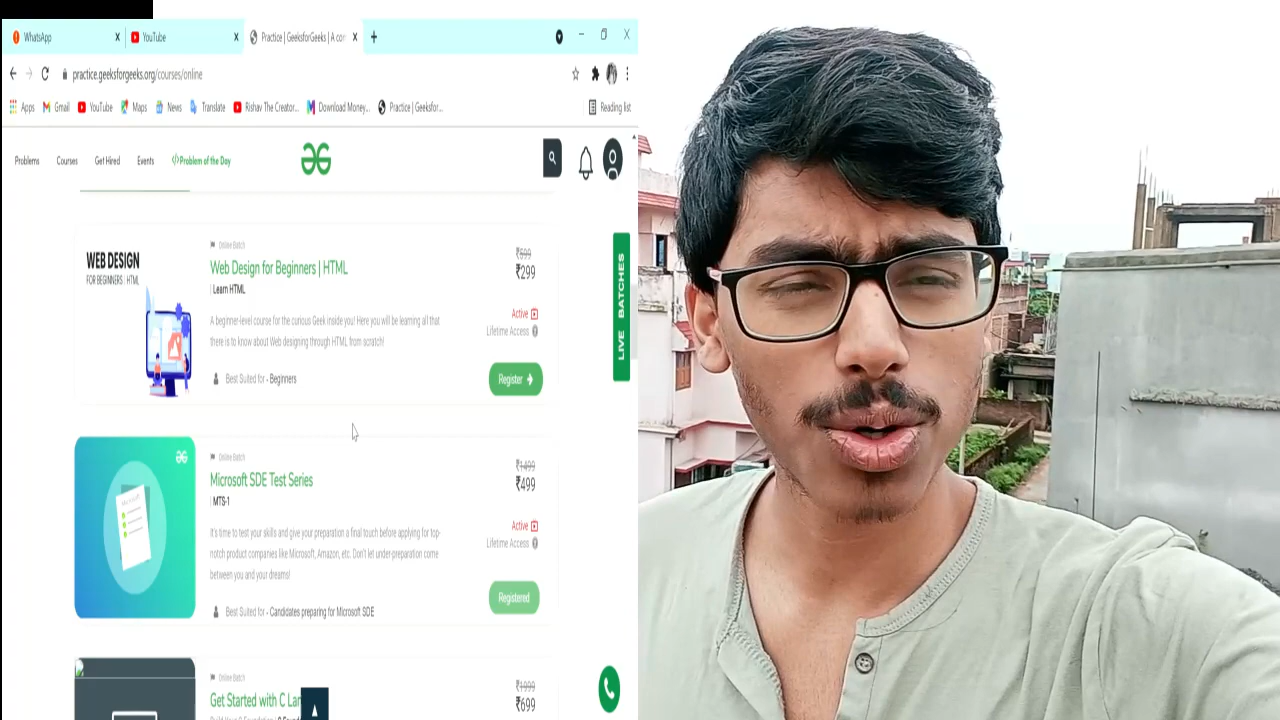 WhatsApp
YouTube
Practice | GeeksforGeeks | A con
practice.geeksforgeeks.org/courses/online
Apps Gmail YouTube Maps News Translate Rishav The Creator... Download Money... Practice | Geeksfor... Reading list
Problems Courses Get Hired Events </>Problem of the Day
LIVE BATCHES
WEB DESIGN
FOR BEGINNERS | HTML
Online Batch
Web Design for Beginners | HTML
| Learn HTML
A beginner-level course for the curious Geek inside you! Here you will be learning all that
there is to know about Web designing through HTML from scratch!
Best Suited for - Beginners
₹599
₹299
Active
Lifetime Access
Register
Online Batch
Microsoft SDE Test Series
| MTS-1
It's time to test your skills and give your preparation a final touch before applying for top-
notch product companies like Microsoft, Amazon, etc. Don't let under-preparation come
between you and your dreams!
Best Suited for - Candidates preparing for Microsoft SDE
₹1499
₹499
Active
Lifetime Access
Registered
Online Batch
Get Started with C Lan
₹1999
₹699